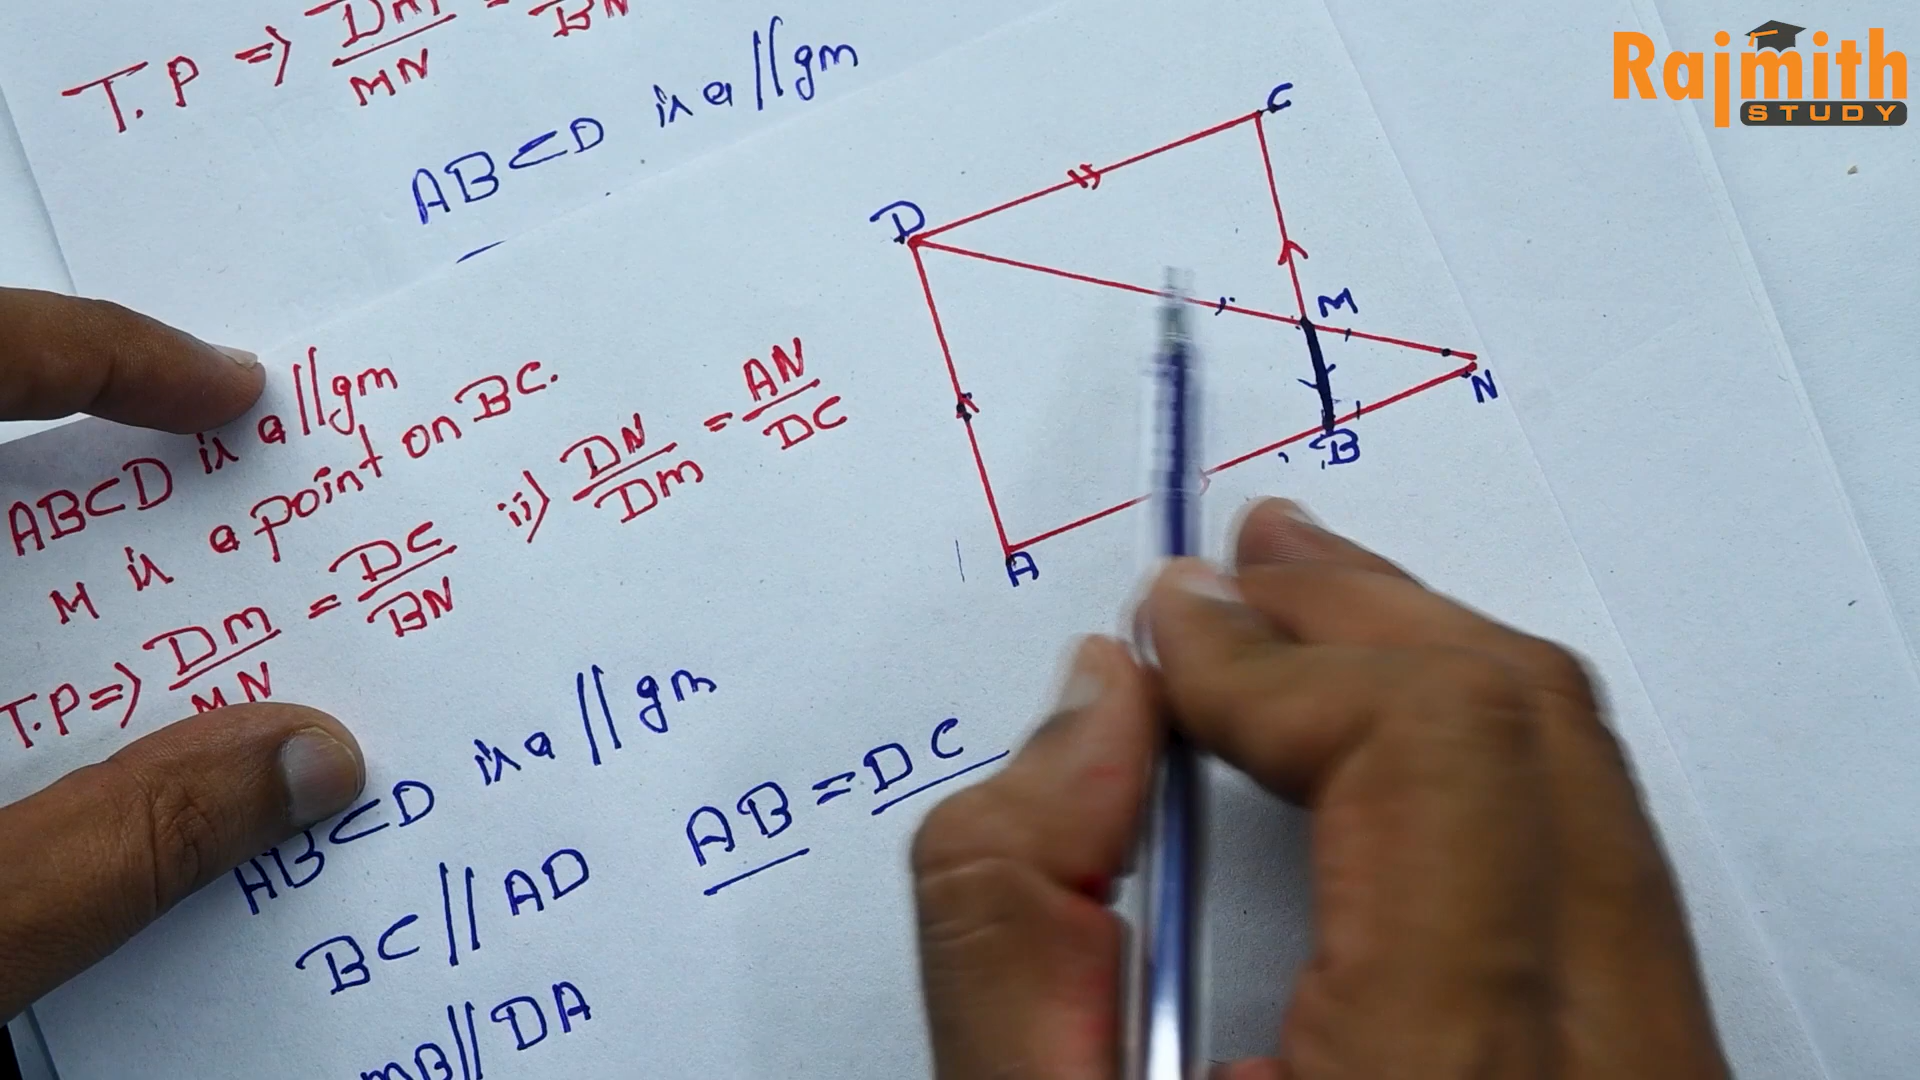 Rajmith
STUDY
T.P ⇒ DM/MN = /BN
ABCD is a ||gm
ABCD is a ||gm
M is a point on BC.
T.P ⇒ DM/MN = DC/BN ii) DN/DM = AN/DC
ABCD is a ||gm
BC || AD AB = DC
MB || DA
D
C
M
N
B
A